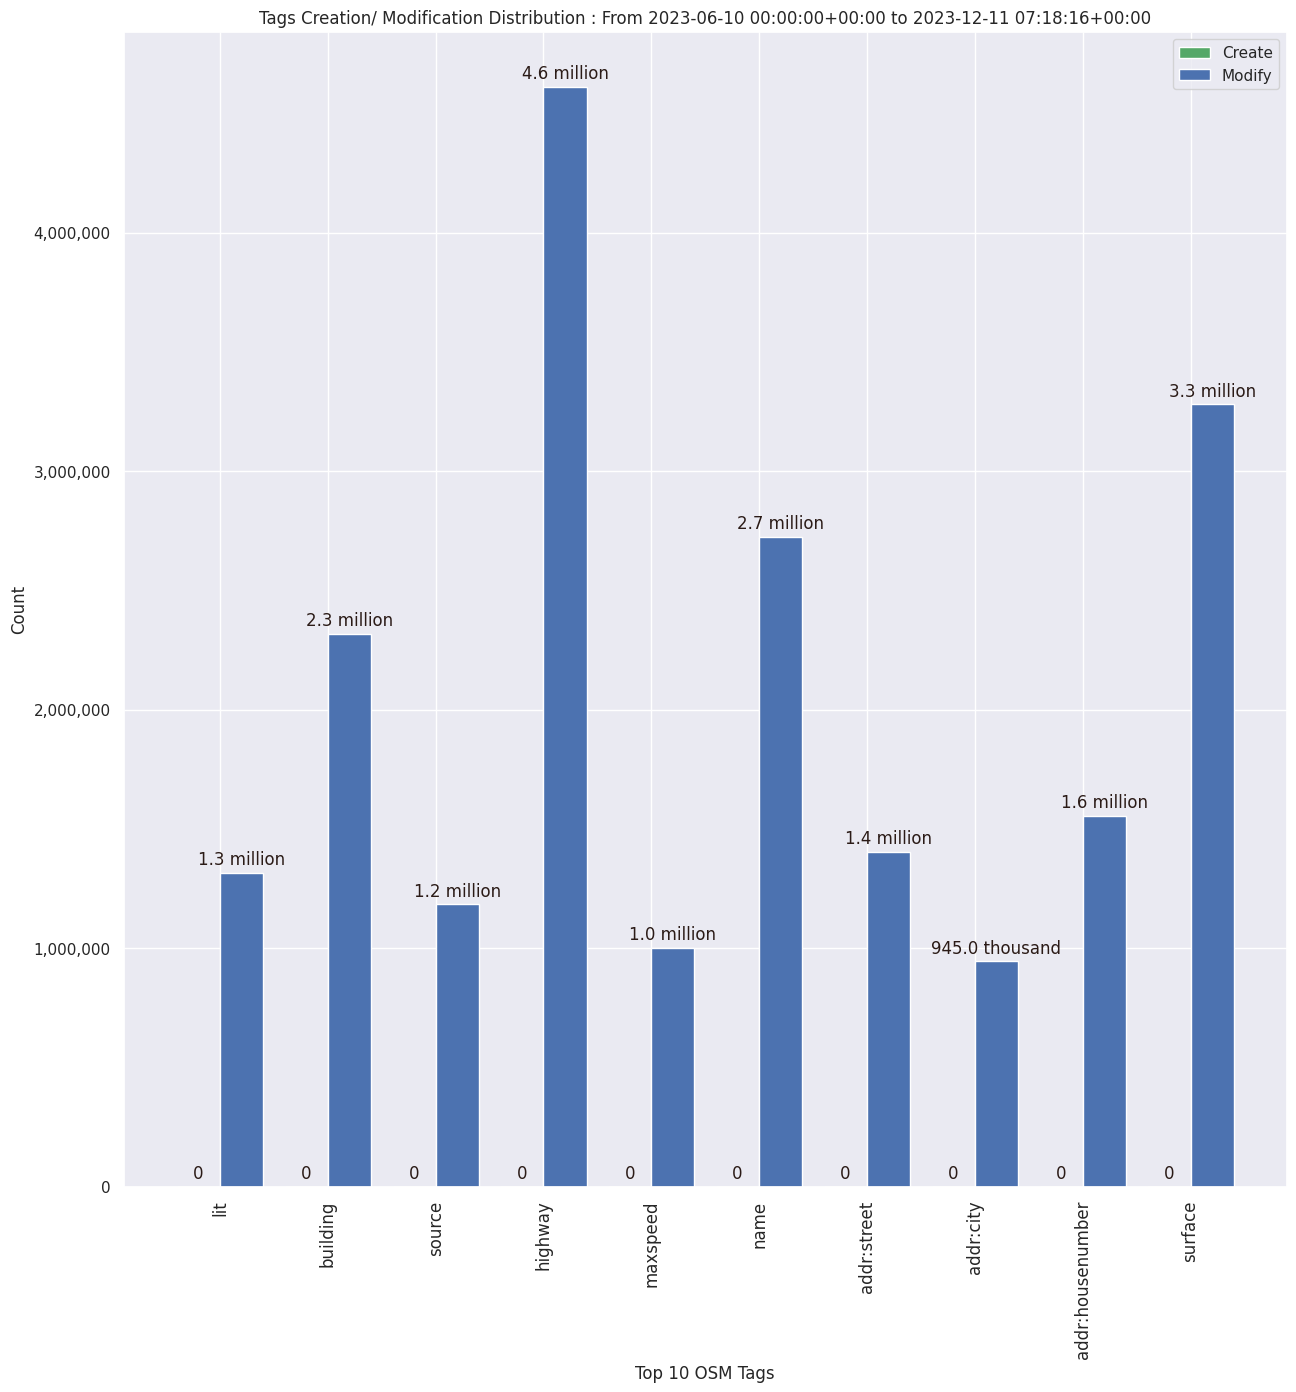 Tags Creation/ Modification Distribution : From 2023-06-10 00:00:00+00:00 to 2023-12-11 07:18:16+00:00
Create
Modify
4.6 million
4,000,000
3.3 million
3,000,000
2.7 million
2.3 million
2,000,000
1.6 million
1.4 million
1.3 million
1.2 million
1.0 million
945.0 thousand
1,000,000
0 0 0 0 0 0 0 0 0 0
0
Count
lit
building
source
highway
maxspeed
name
addr:street
addr:city
addr:housenumber
surface
Top 10 OSM Tags